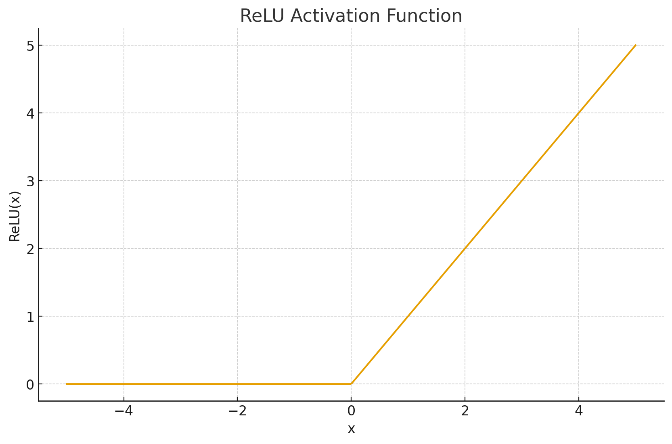 ReLU Activation Function
5
4
3
2
1
0
ReLU(x)
−4 −2 0 2 4
x